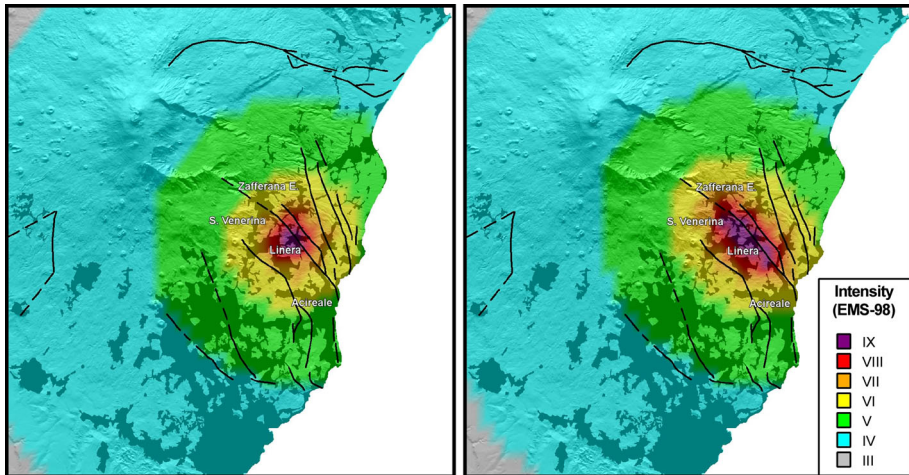 Zafferana E.
S. Venerina
Linera
Acireale
Zafferana E.
S. Venerina
Linera
Acireale
Intensity
(EMS-98)
IX
VIII
VII
VI
V
IV
III